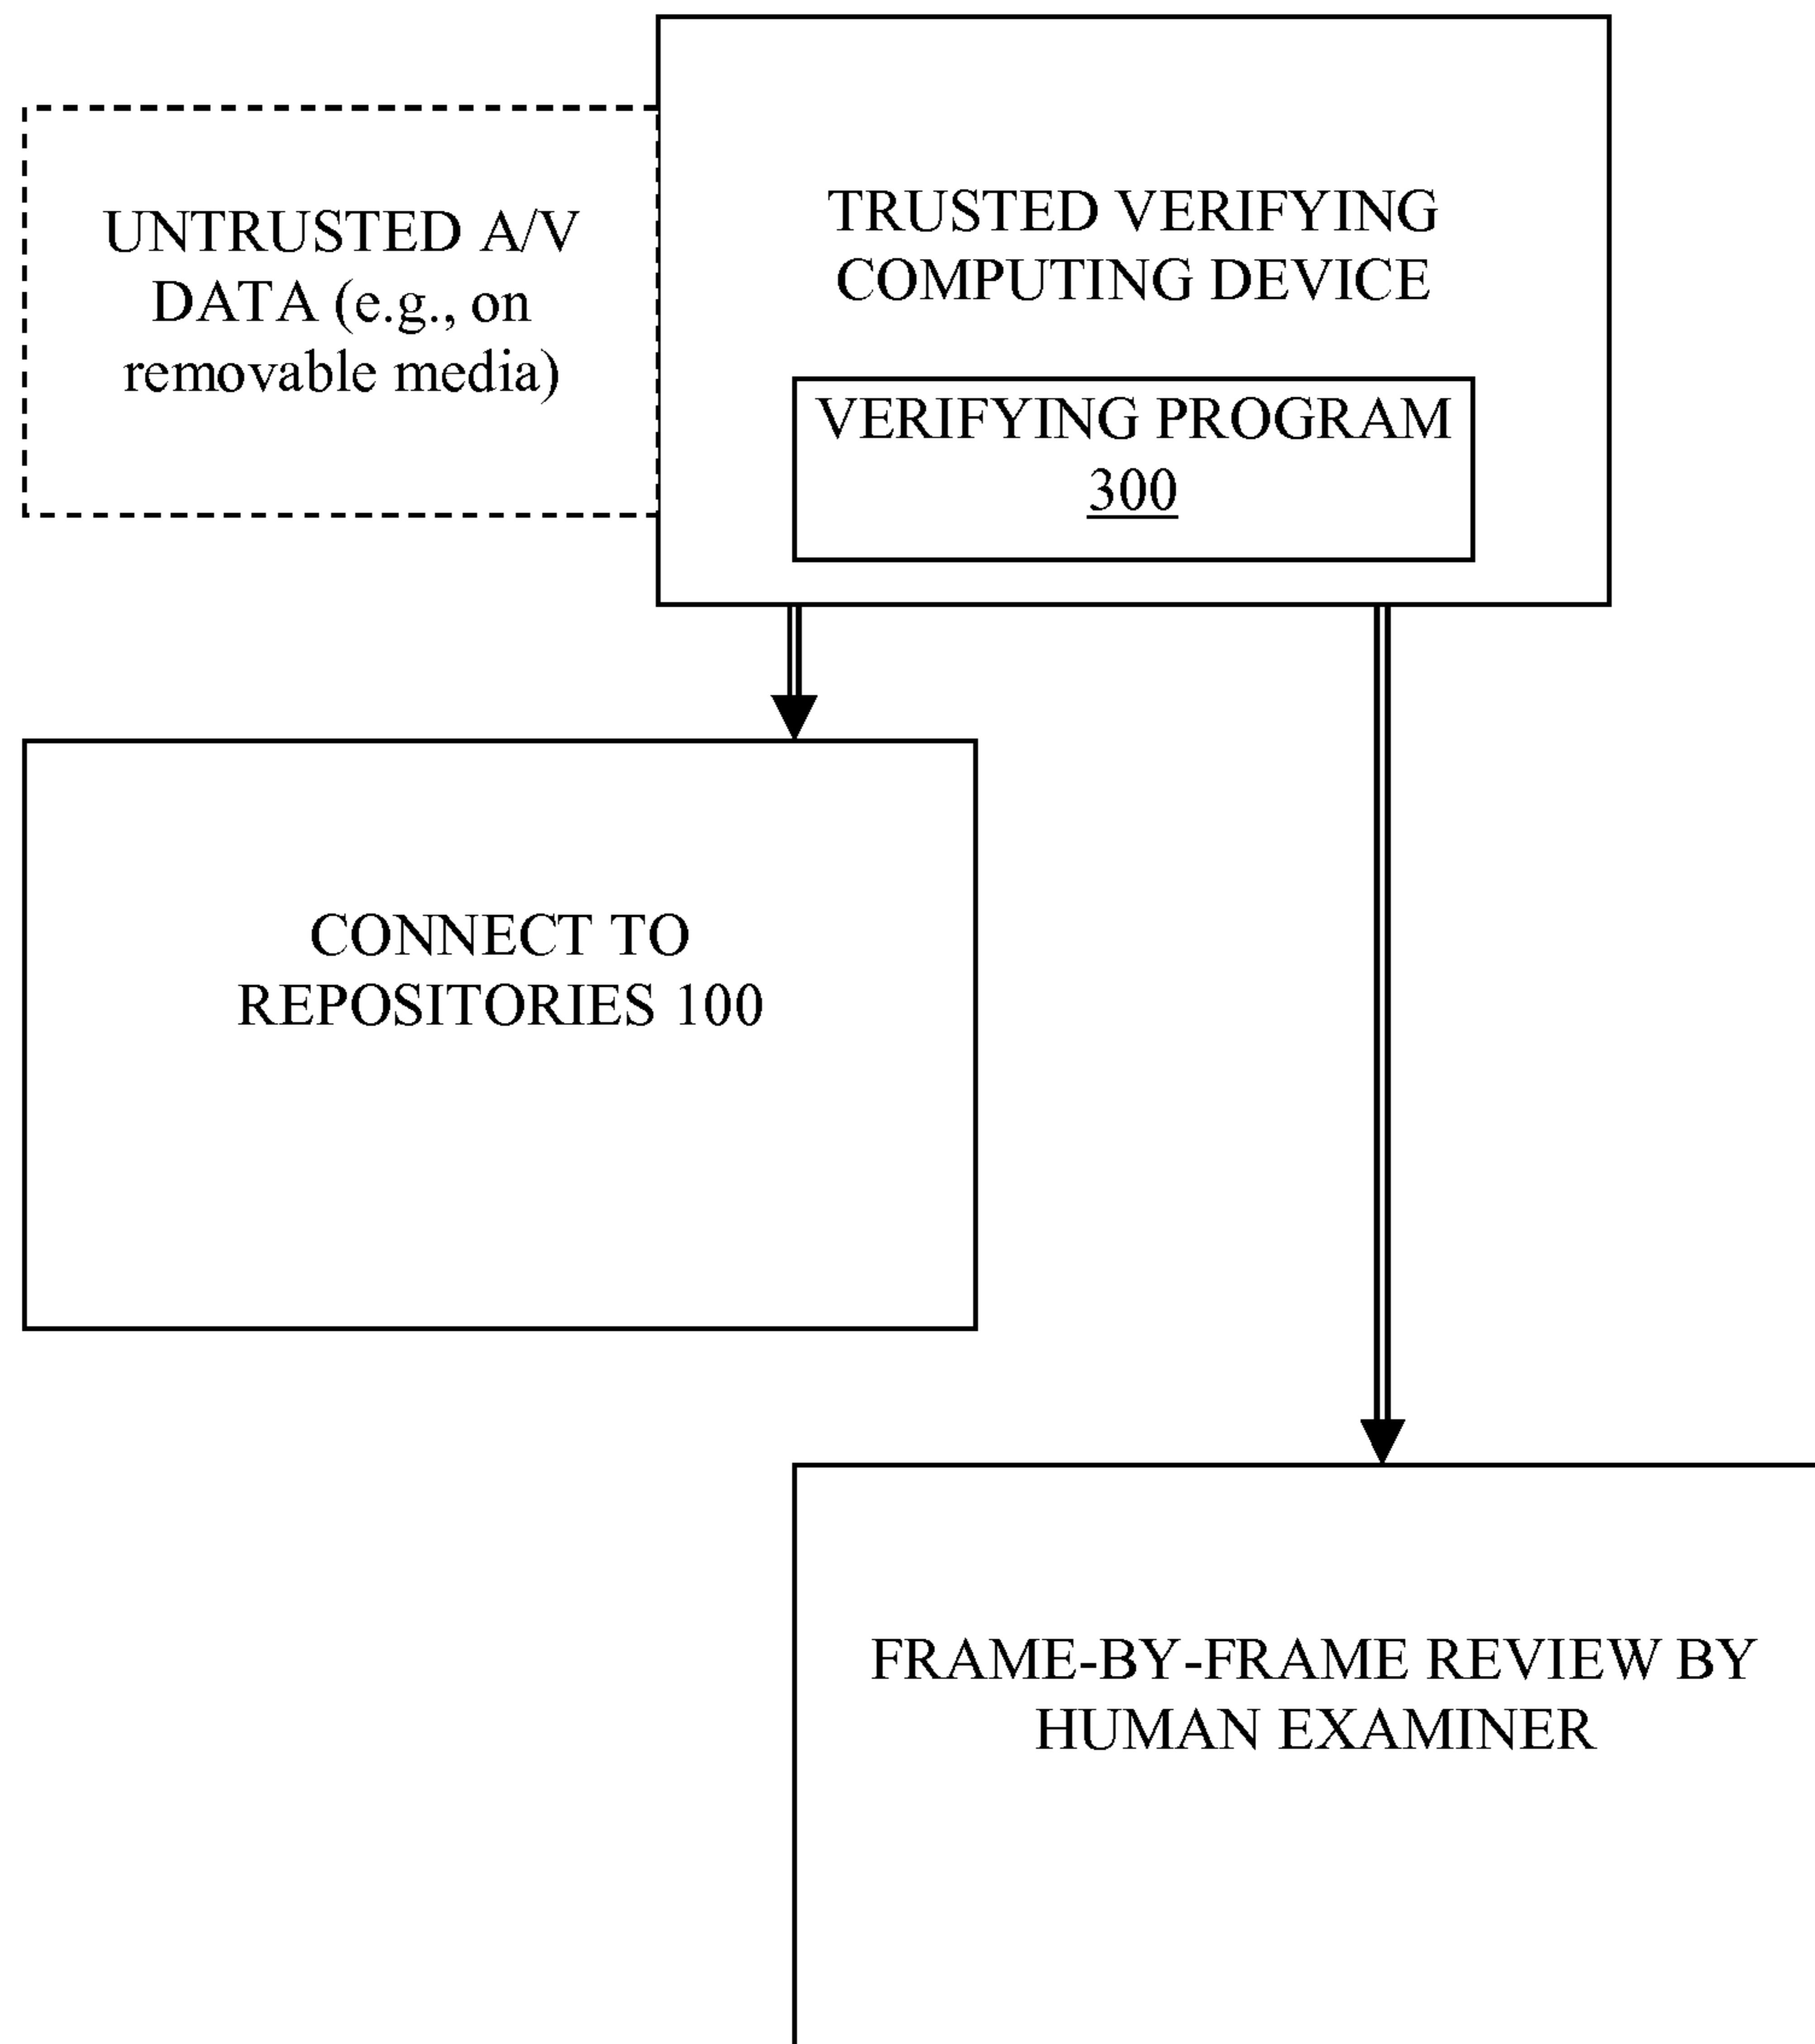 UNTRUSTED A/V
DATA (e.g., on
removable media)
TRUSTED VERIFYING
COMPUTING DEVICE
VERIFYING PROGRAM
300
CONNECT TO
REPOSITORIES 100
FRAME-BY-FRAME REVIEW BY
HUMAN EXAMINER